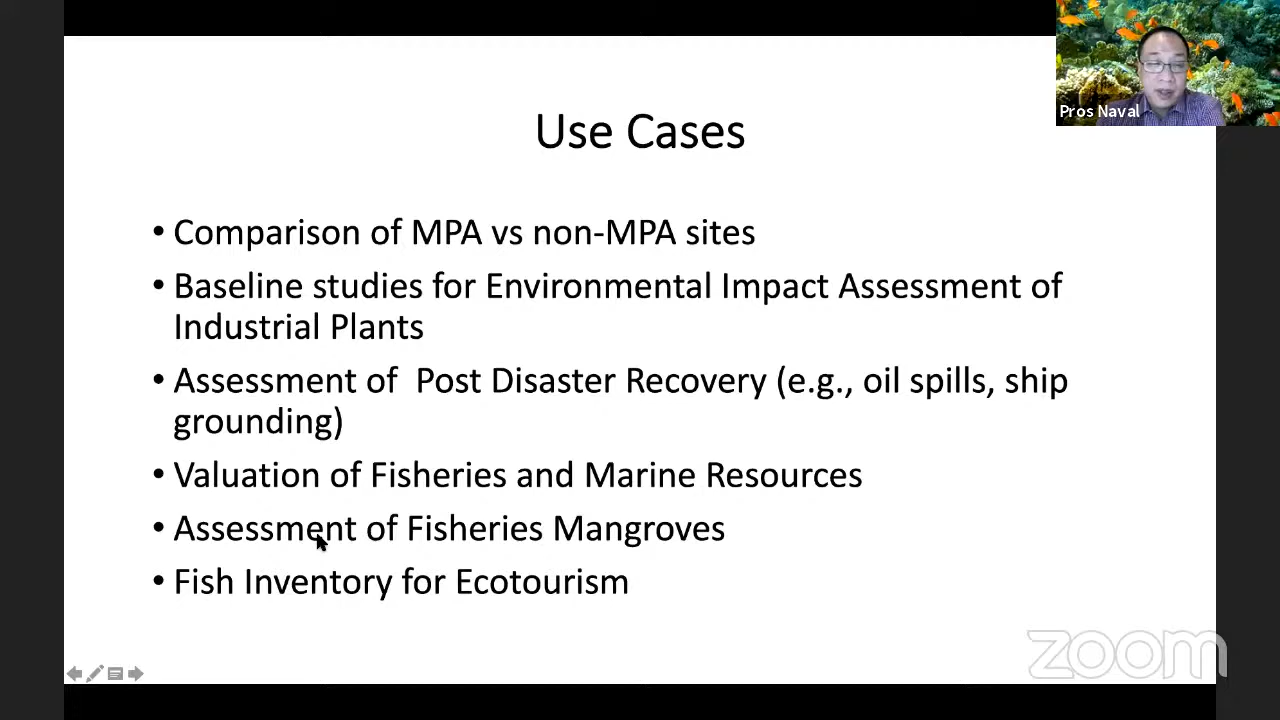 Pros Naval
Use Cases
• Comparison of MPA vs non-MPA sites
• Baseline studies for Environmental Impact Assessment of
Industrial Plants
• Assessment of  Post Disaster Recovery (e.g., oil spills, ship
grounding)
• Valuation of Fisheries and Marine Resources
• Assessment of Fisheries Mangroves
• Fish Inventory for Ecotourism
zoom